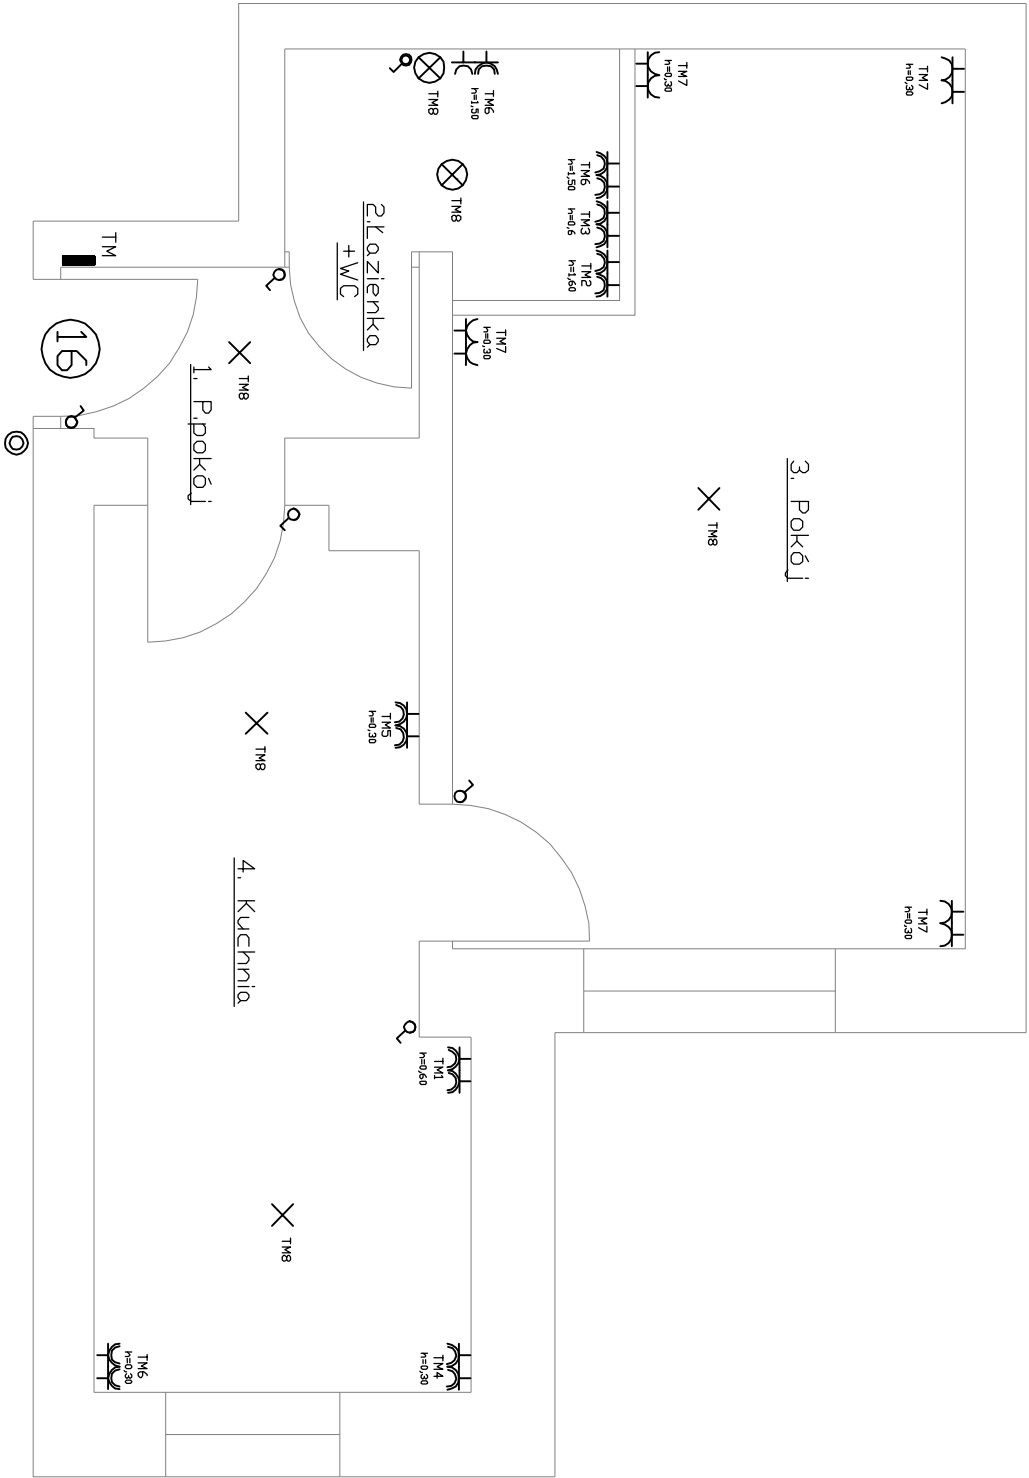 TM7
h=0,30
TM7
h=0,30
TM6
h=1,50
TM8
TM6
h=1,50
TM8
TM3
h=0,6
TM2
h=1,60
2.Łazienka
+WC
TM
16
TM7
h=0,30
TM8
1. P.pokój
3. Pokój
TM8
TM5
h=0,30
TM8
4. Kuchnia
TM7
h=0,30
TM1
h=0,60
TM8
TM6
h=0,30
TM4
h=0,30